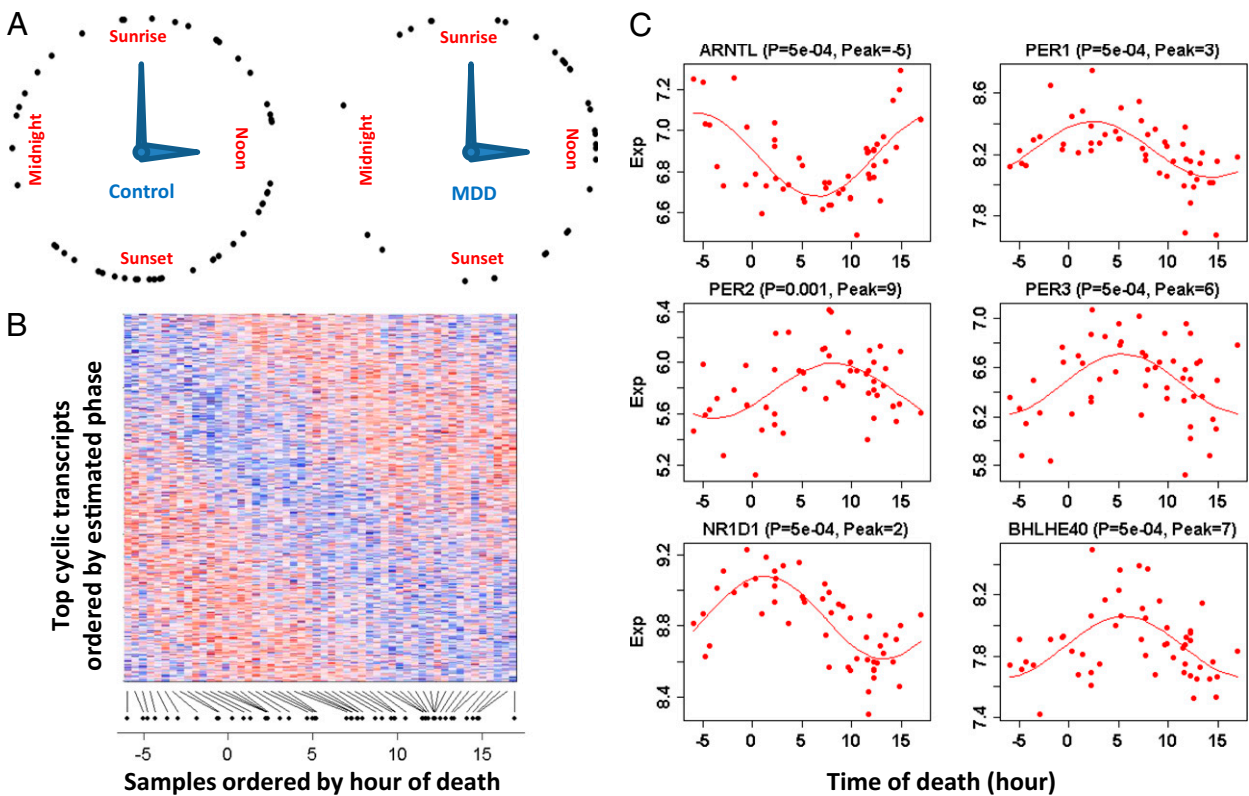 A
Sunrise
Midnight
Noon
Control
Sunset
Sunrise
Midnight
Noon
MDD
Sunset
B
Top cyclic transcripts
ordered by estimated phase
-5 0 5 10 15
Samples ordered by hour of death
C
ARNTL (P=5e-04, Peak=-5)
Exp
7.2
7.0
6.8
6.6
-5 0 5 10 15
PER1 (P=5e-04, Peak=3)
8.6
8.2
7.8
-5 0 5 10 15
PER2 (P=0.001, Peak=9)
Exp
6.4
6.0
5.6
5.2
-5 0 5 10 15
PER3 (P=5e-04, Peak=6)
7.0
6.6
6.2
5.8
-5 0 5 10 15
NR1D1 (P=5e-04, Peak=2)
Exp
9.2
8.8
8.4
-5 0 5 10 15
BHLHE40 (P=5e-04, Peak=7)
8.2
7.8
7.4
-5 0 5 10 15
Time of death (hour)